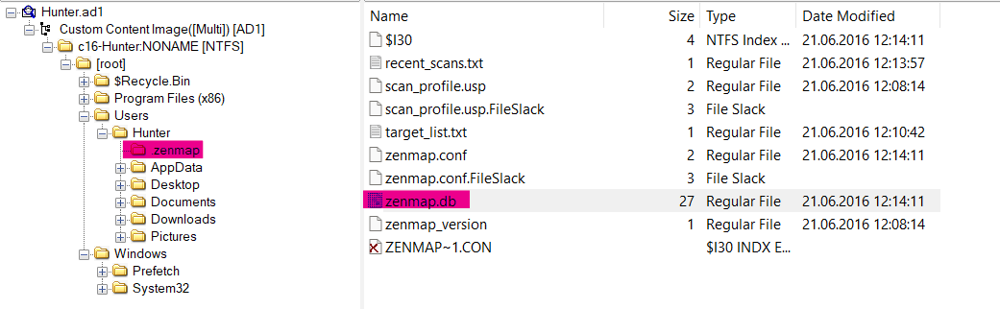 Hunter.ad1
Custom Content Image([Multi]) [AD1]
c16-Hunter:NONAME [NTFS]
[root]
$Recycle.Bin
Program Files (x86)
Users
Hunter
.zenmap
AppData
Desktop
Documents
Downloads
Pictures
Windows
Prefetch
System32
Name Size Type Date Modified
$I30 4 NTFS Index ... 21.06.2016 12:14:11
recent_scans.txt 1 Regular File 21.06.2016 12:13:57
scan_profile.usp 2 Regular File 21.06.2016 12:08:14
scan_profile.usp.FileSlack 3 File Slack
target_list.txt 1 Regular File 21.06.2016 12:10:42
zenmap.conf 2 Regular File 21.06.2016 12:14:11
zenmap.conf.FileSlack 3 File Slack
zenmap.db 27 Regular File 21.06.2016 12:14:11
zenmap_version 1 Regular File 21.06.2016 12:08:14
ZENMAP~1.CON $I30 INDX E...